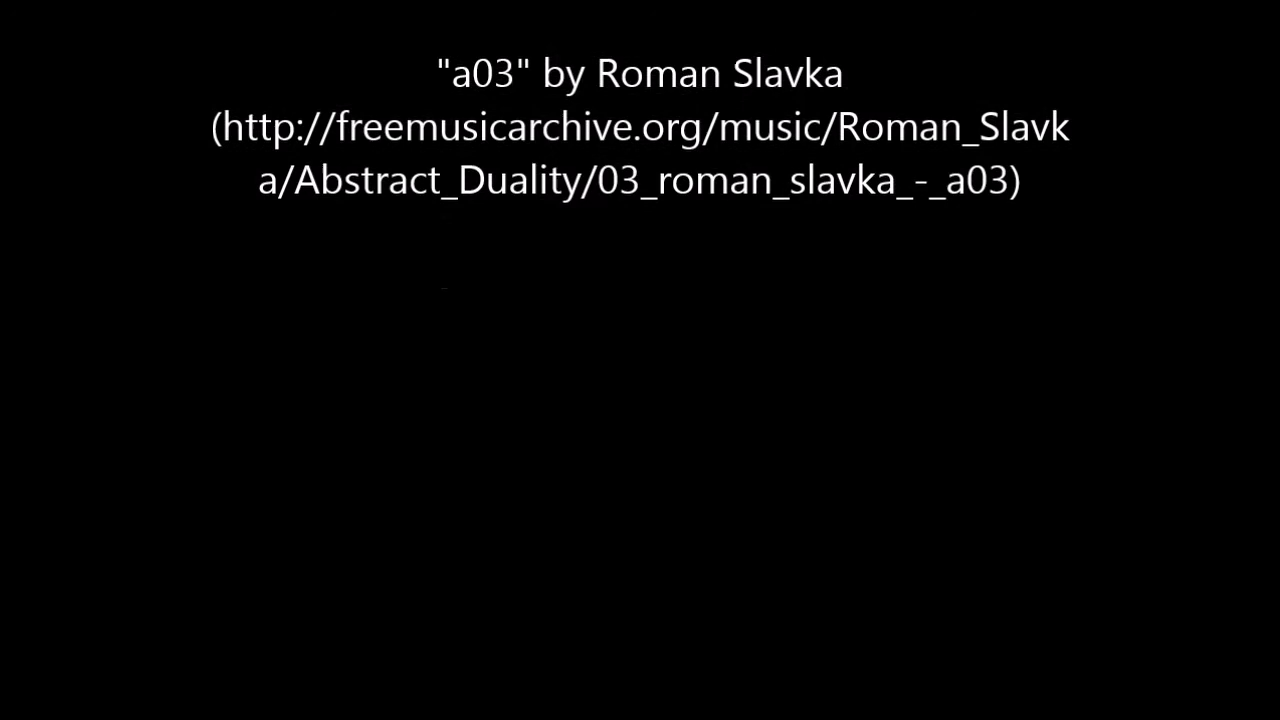 "a03" by Roman Slavka
(http://freemusicarchive.org/music/Roman_Slavk
a/Abstract_Duality/03_roman_slavka_-_a03)